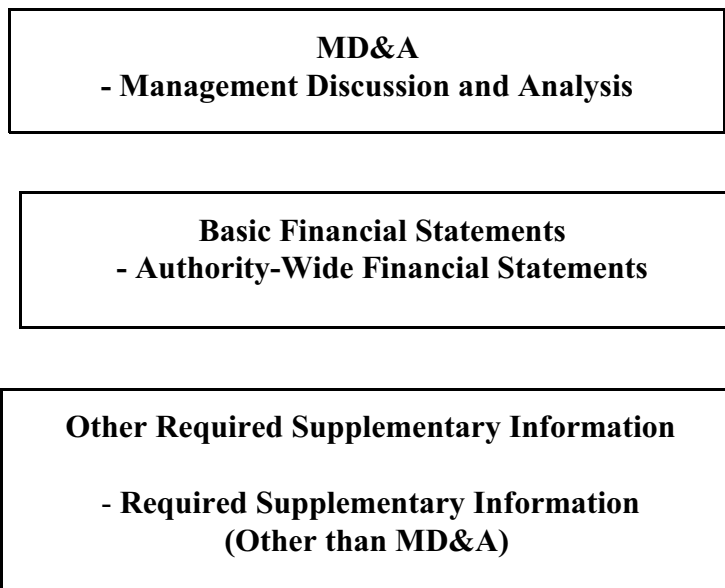 MD&A
- Management Discussion and Analysis
Basic Financial Statements
- Authority-Wide Financial Statements
Other Required Supplementary Information
- Required Supplementary Information
(Other than MD&A)